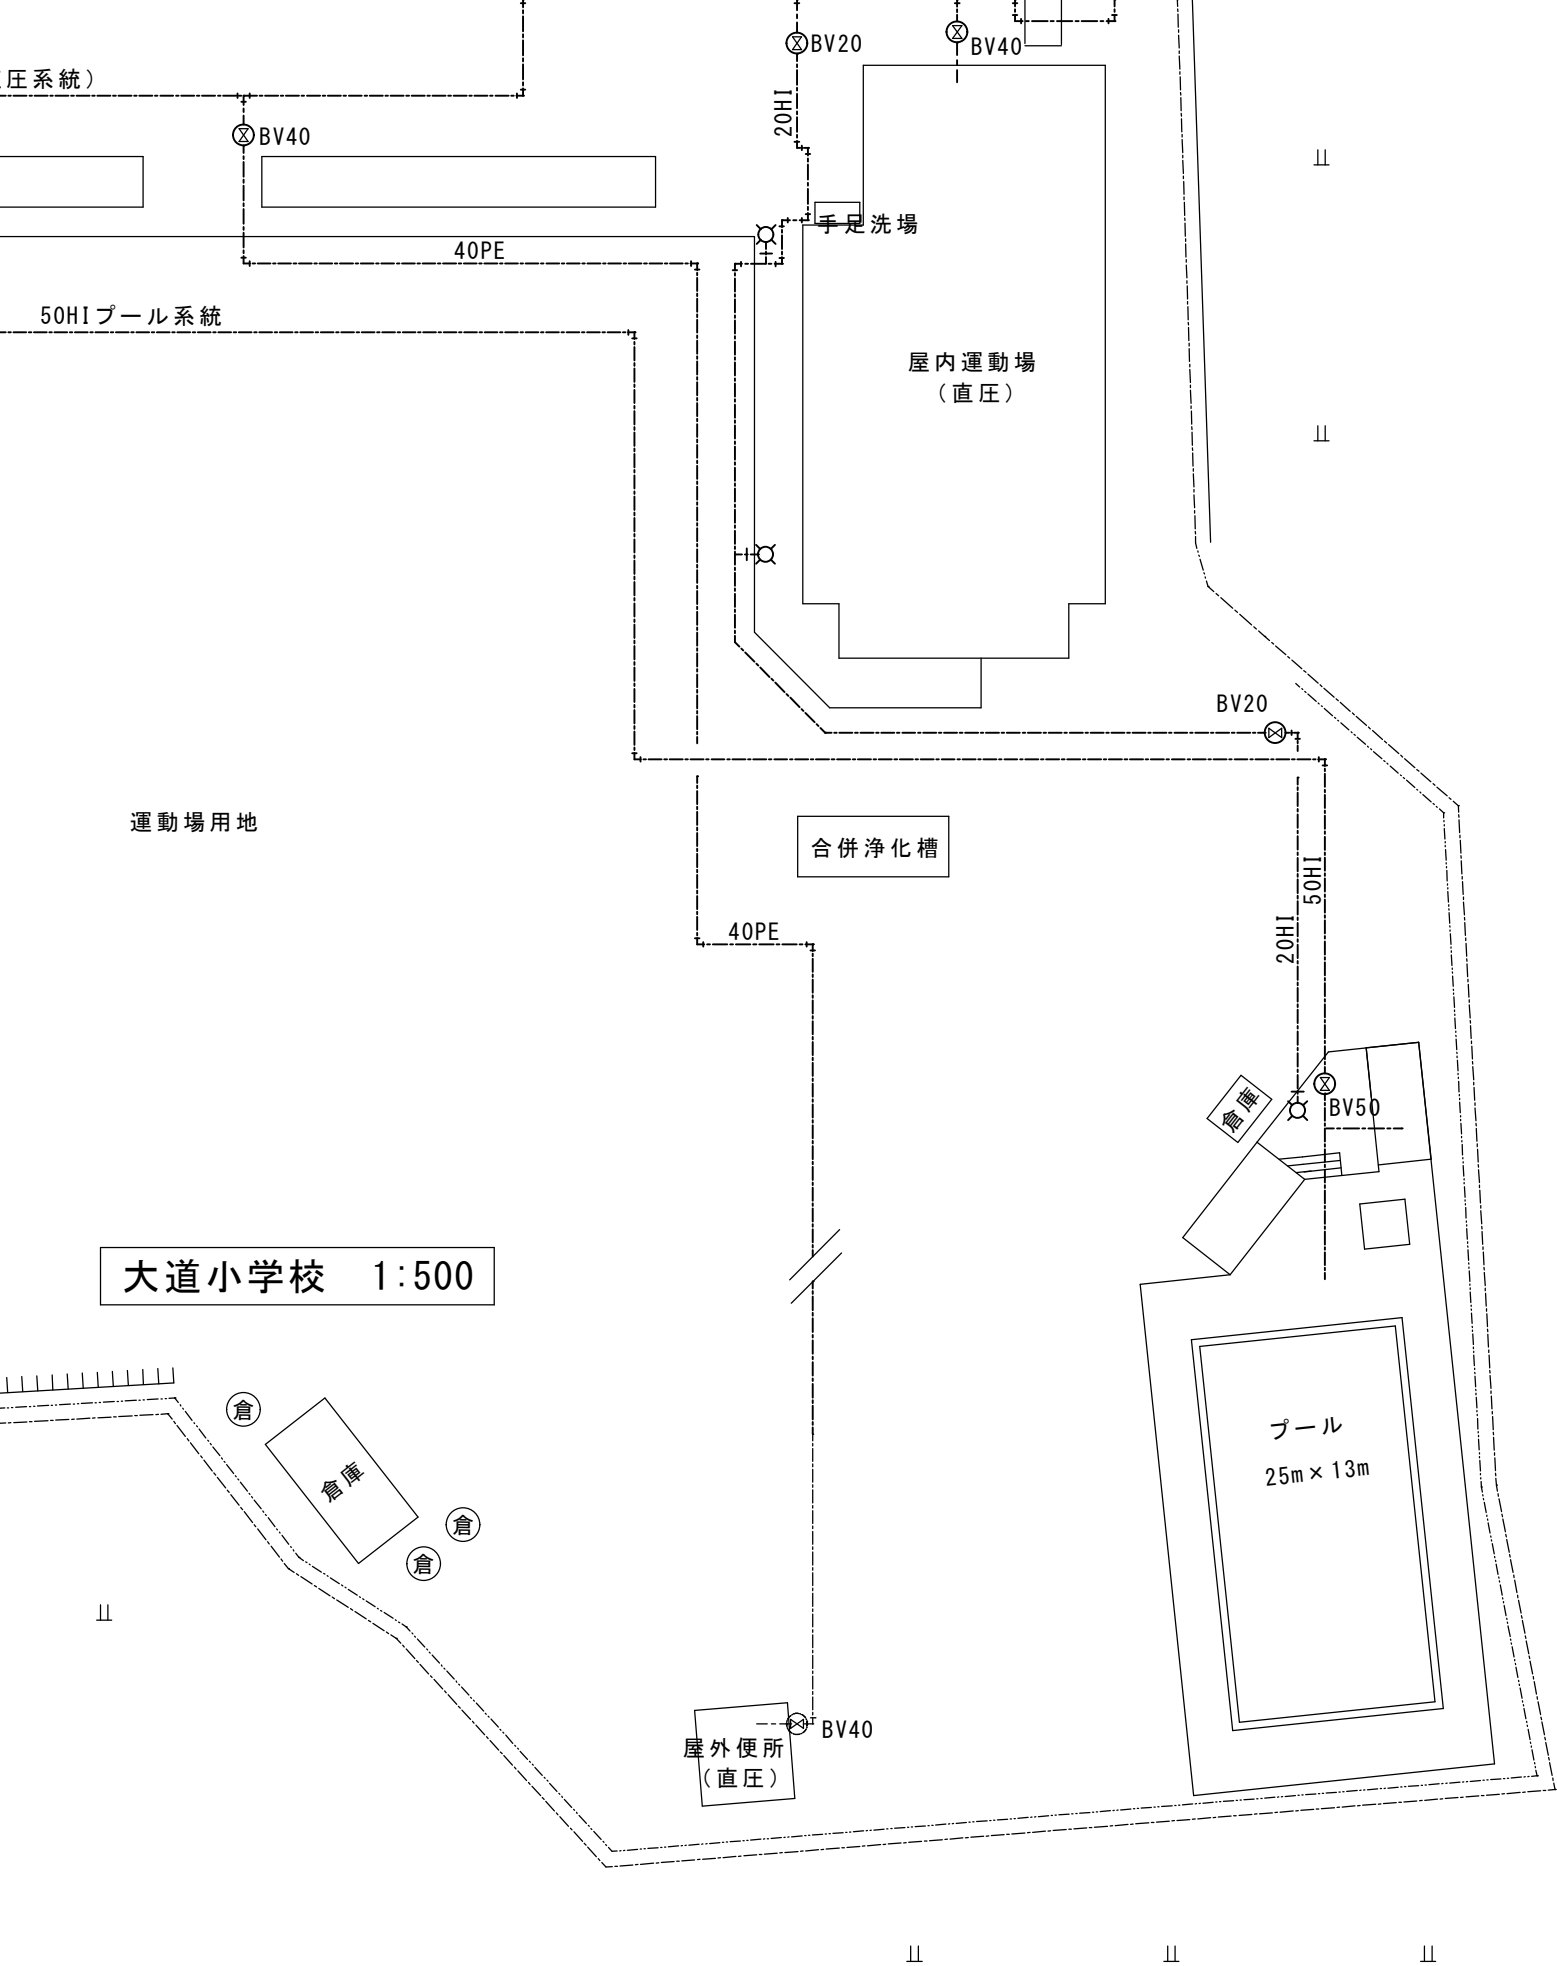 BV20
BV40
圧系統）
20HI
BV40
手足洗場
40PE
50HIプール系統
屋内運動場
（直圧）
BV20
運動場用地
合併浄化槽
50HI
20HI
40PE
倉庫
BV50
大道小学校　1:500
倉
倉庫
倉
倉
プール
25m×13m
BV40
屋外便所
（直圧）